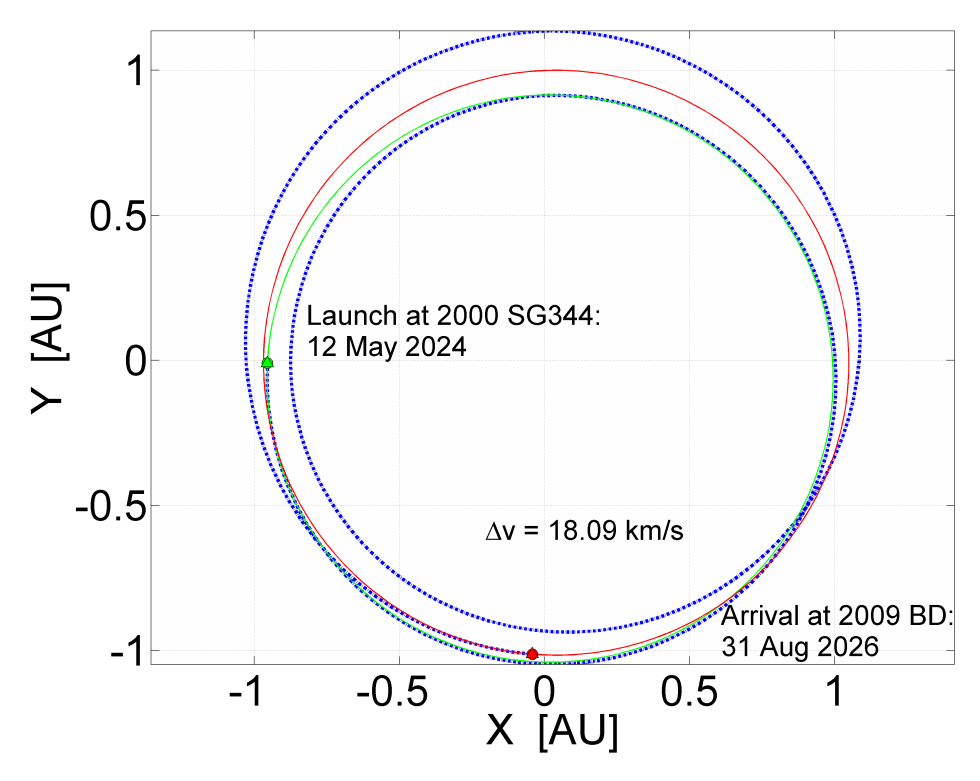 1
0.5
0
-0.5
-1
Y [AU]
Launch at 2000 SG344:
12 May 2024
Δv = 18.09 km/s
Arrival at 2009 BD:
31 Aug 2026
-1
-0.5
0
0.5
1
X [AU]